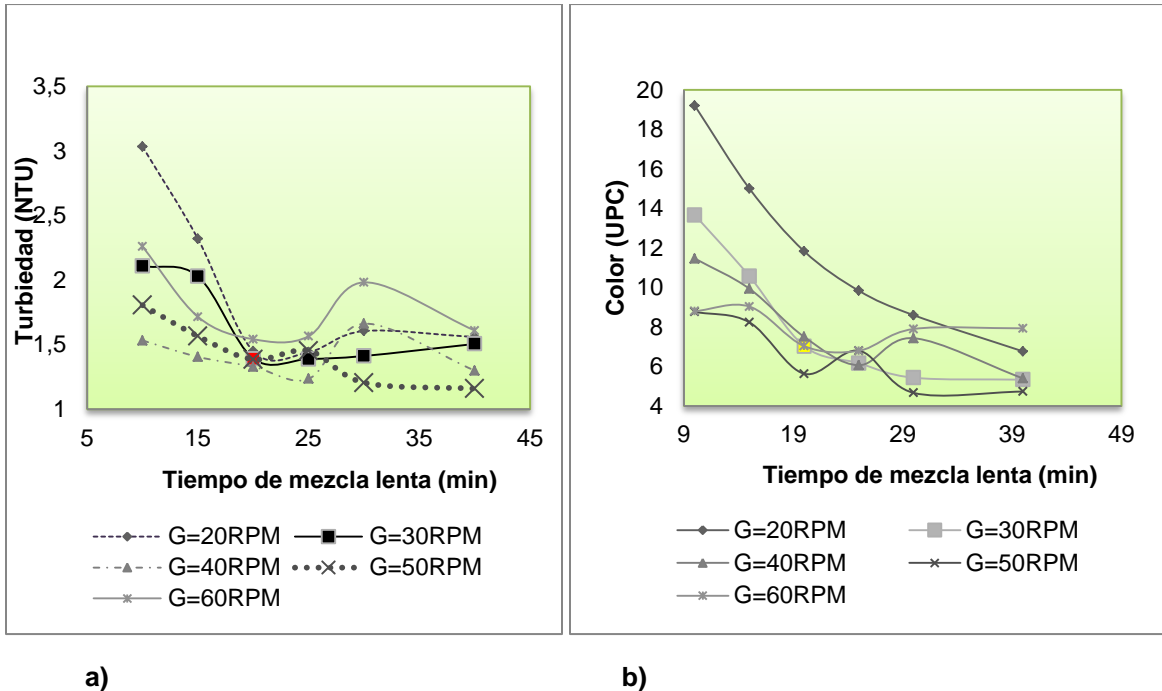 3,5
3
2,5
2
1,5
1
5 15 25 35 45
Turbiedad (NTU)
Tiempo de mezcla lenta (min)
G=20RPM G=30RPM
G=40RPM G=50RPM
G=60RPM
20
18
16
14
12
10
8
6
4
9 19 29 39 49
Color (UPC)
Tiempo de mezcla lenta (min)
G=20RPM G=30RPM
G=40RPM G=50RPM
G=60RPM
a) b)